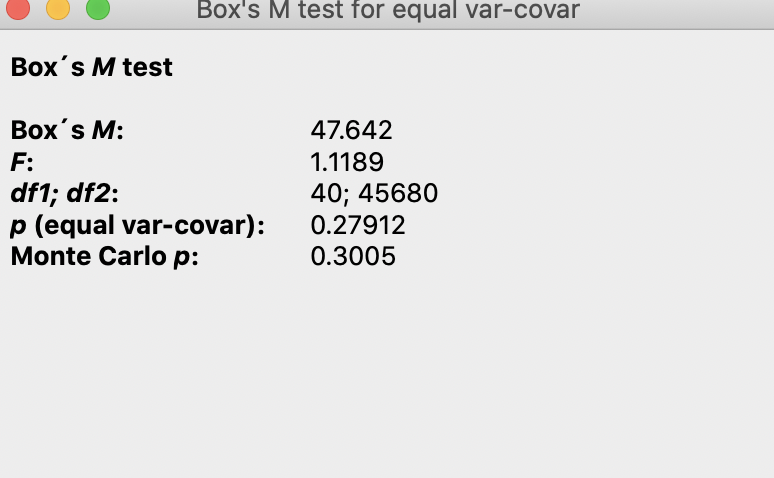 Box's M test for equal var-covar
Box´s M test
Box´s M: 47.642
F: 1.1189
df1; df2: 40; 45680
p (equal var-covar): 0.27912
Monte Carlo p: 0.3005